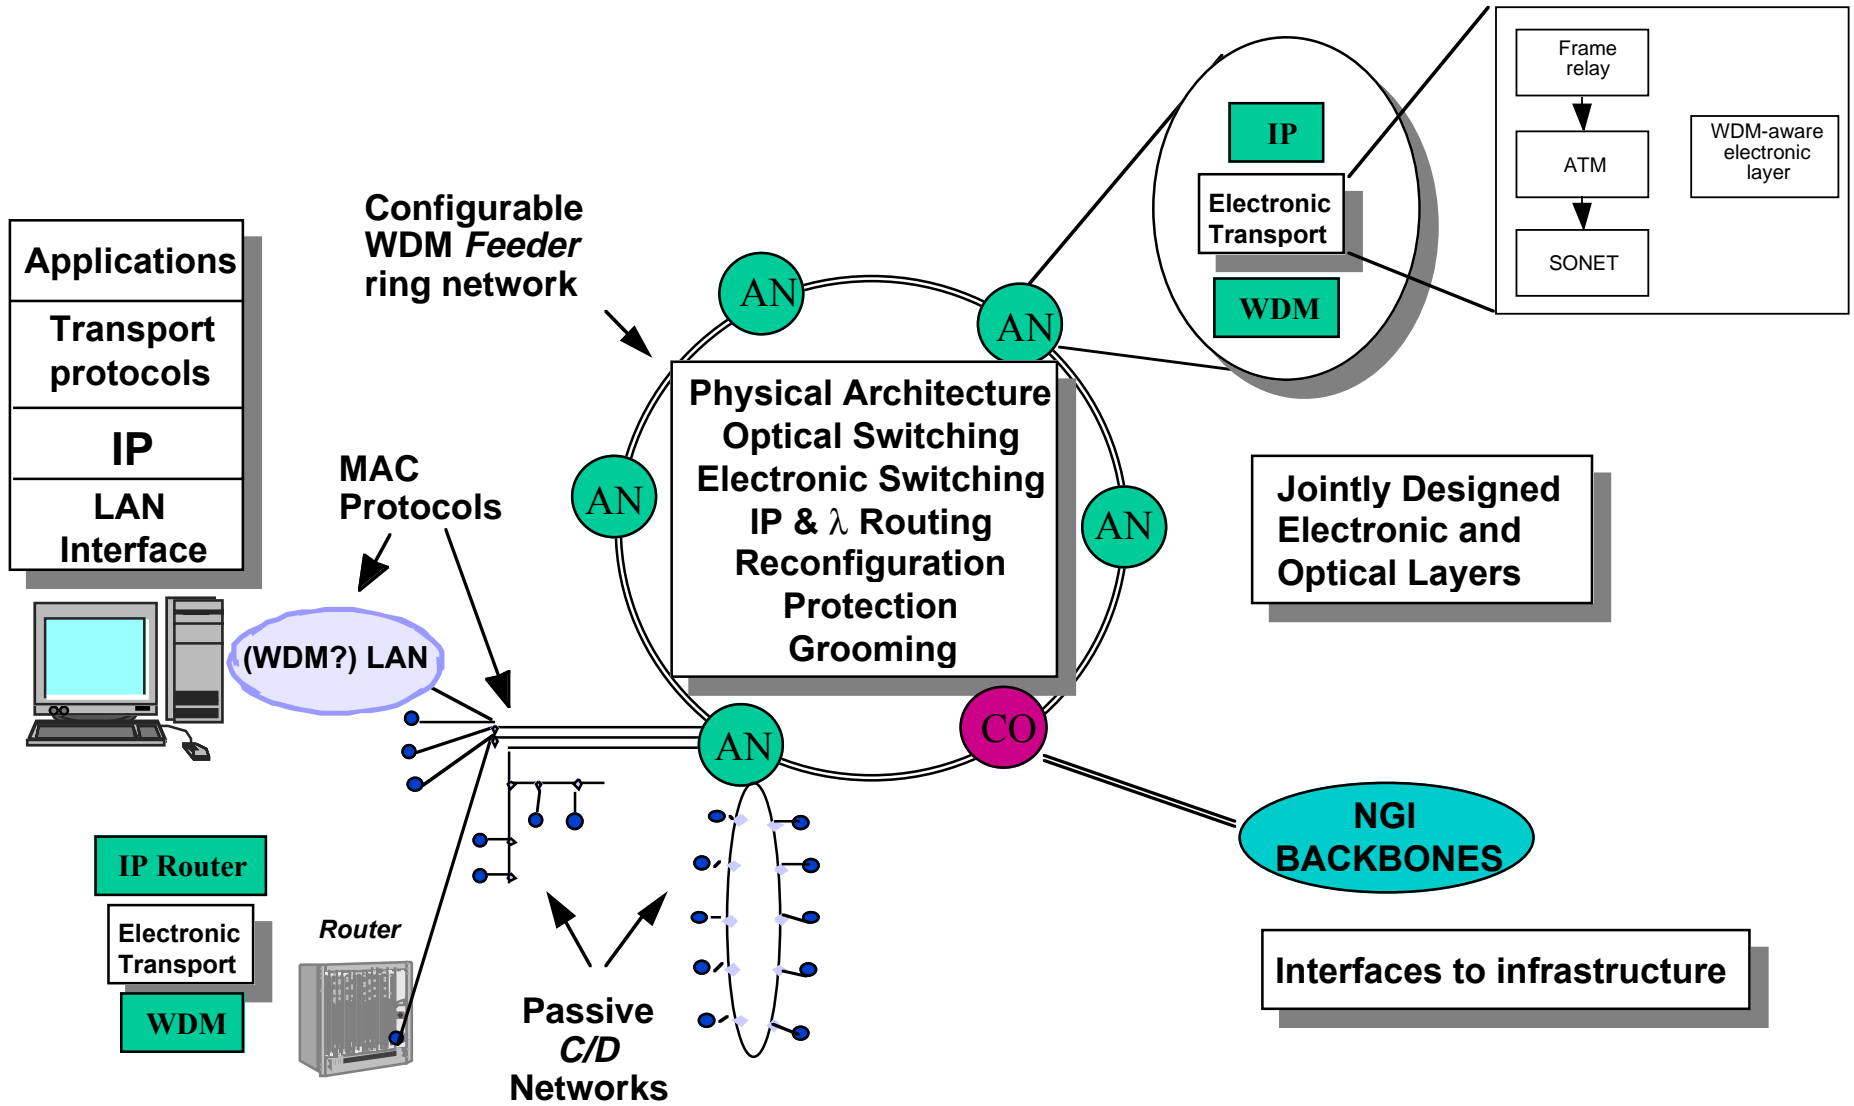 Frame
relay
ATM
SONET
WDM-aware
electronic
layer
IP
Electronic
Transport
WDM
Configurable
WDM Feeder
ring network
Applications
Transport
protocols
IP
LAN
Interface
MAC
Protocols
AN
AN
AN
AN
AN
CO
Physical Architecture
Optical Switching
Electronic Switching
IP & λ Routing
Reconfiguration
Protection
Grooming
Jointly Designed
Electronic and
Optical Layers
(WDM?) LAN
NGI
BACKBONES
IP Router
Electronic
Transport
WDM
Router
Passive
C/D
Networks
Interfaces to infrastructure